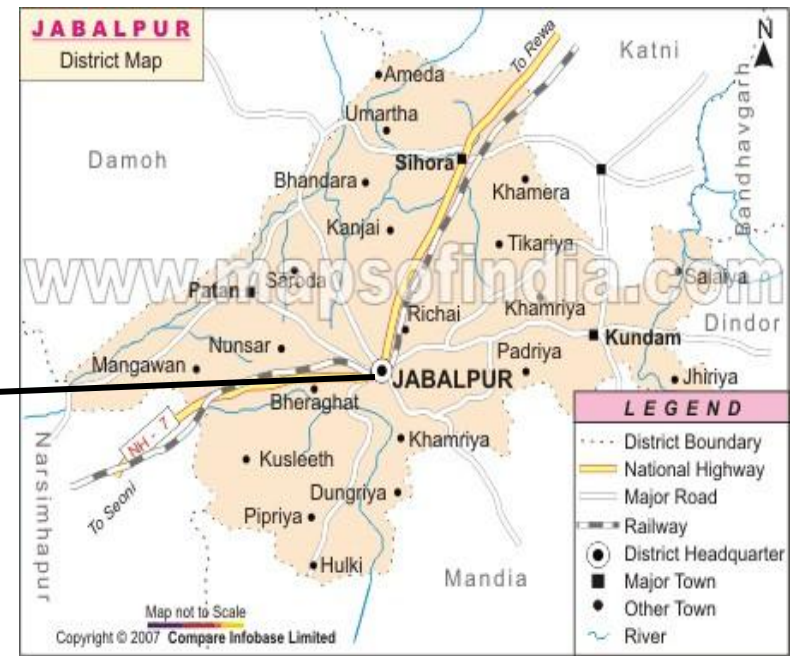 JABALPUR
District Map
N
To Rewa
Katni
Ameda
Umartha
Damoh
Sihora
Bandhavgarh
Bhandara
Khamera
Kanjai
Tikariya
www.mapsofindia.com
Saroda
Salaiya
Patan
Richai
Khamriya
Dindor
Nunsar
Kundam
Mangawan
Padriya
JABALPUR
Jhiriya
Bheraghat
NH - 7
Khamriya
Narsimhapur
Kusleeth
To Seoni
Dungriya
Pipriya
Hulki
Mandia
LEGEND
District Boundary
National Highway
Major Road
Railway
District Headquarter
Major Town
Other Town
River
Map not to Scale
Copyright © 2007 Compare Infobase Limited